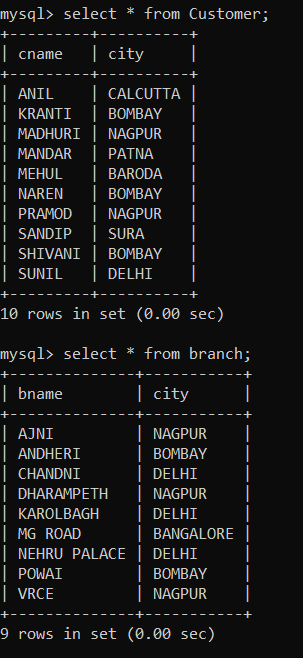 mysql> select * from Customer;
+---------+----------+
| cname   | city     |
+---------+----------+
| ANIL    | CALCUTTA |
| KRANTI  | BOMBAY   |
| MADHURI | NAGPUR   |
| MANDAR  | PATNA    |
| MEHUL   | BARODA   |
| NAREN   | BOMBAY   |
| PRAMOD  | NAGPUR   |
| SANDIP  | SURA     |
| SHIVANI | BOMBAY   |
| SUNIL   | DELHI    |
+---------+----------+
10 rows in set (0.00 sec)

mysql> select * from branch;
+--------------+-----------+
| bname        | city      |
+--------------+-----------+
| AJNI         | NAGPUR    |
| ANDHERI      | BOMBAY    |
| CHANDNI      | DELHI     |
| DHARAMPETH   | NAGPUR    |
| KAROLBAGH    | DELHI     |
| MG ROAD      | BANGALORE |
| NEHRU PALACE | DELHI     |
| POWAI        | BOMBAY    |
| VRCE         | NAGPUR    |
+--------------+-----------+
9 rows in set (0.00 sec)